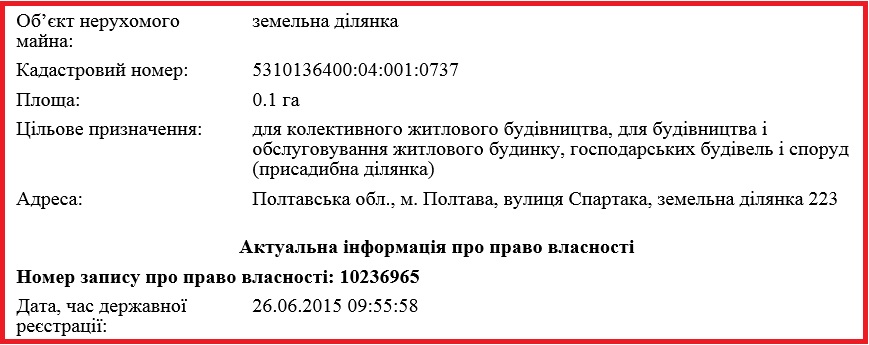 Об’єкт нерухомого майна: земельна ділянка
Кадастровий номер: 5310136400:04:001:0737
Площа: 0.1 га
Цільове призначення: для колективного житлового будівництва, для будівництва і
обслуговування житлового будинку, господарських будівель і споруд
(присадибна ділянка)
Адреса: Полтавська обл., м. Полтава, вулиця Спартака, земельна ділянка 223
Актуальна інформація про право власності
Номер запису про право власності: 10236965
Дата, час державної реєстрації: 26.06.2015 09:55:58